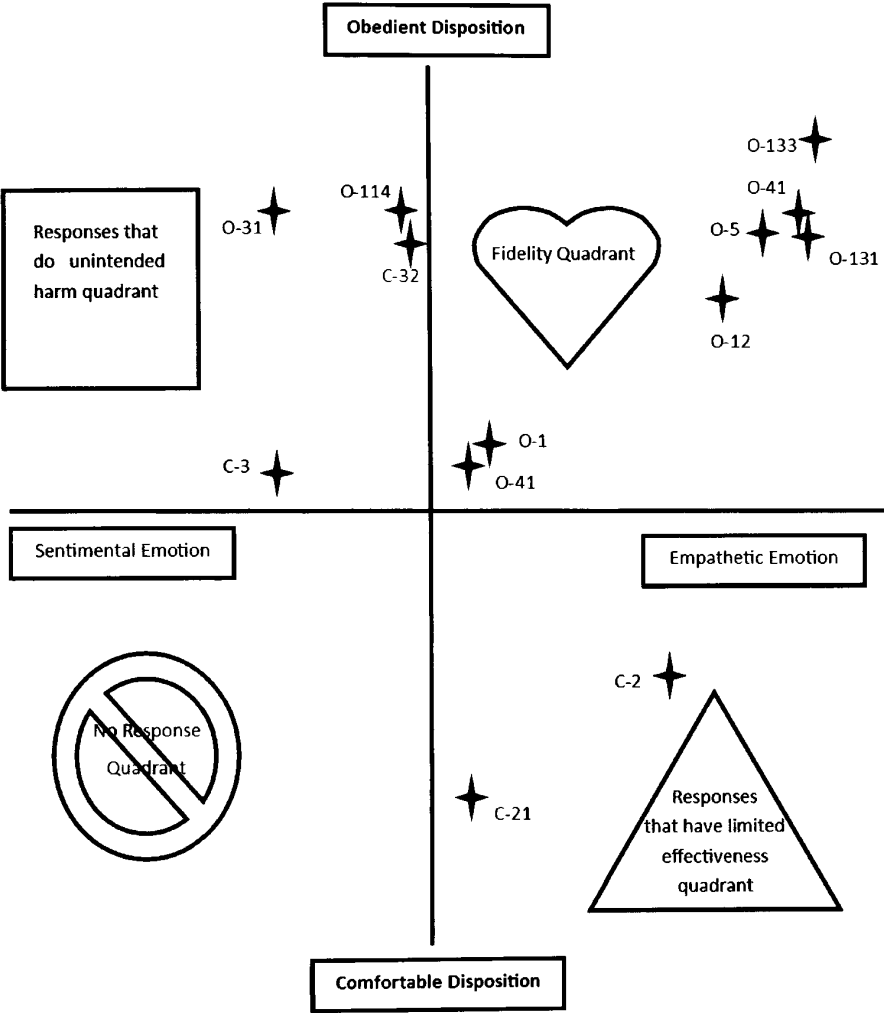 Obedient Disposition
O-133
O-41
O-114
O-31
O-5
O-131
Responses that
do unintended
harm quadrant
Fidelity Quadrant
C-32
O-12
C-3
O-1
O-41
Sentimental Emotion
Empathetic Emotion
C-2
No Response
Quadrant
C-21
Responses
that have limited
effectiveness
quadrant
Comfortable Disposition